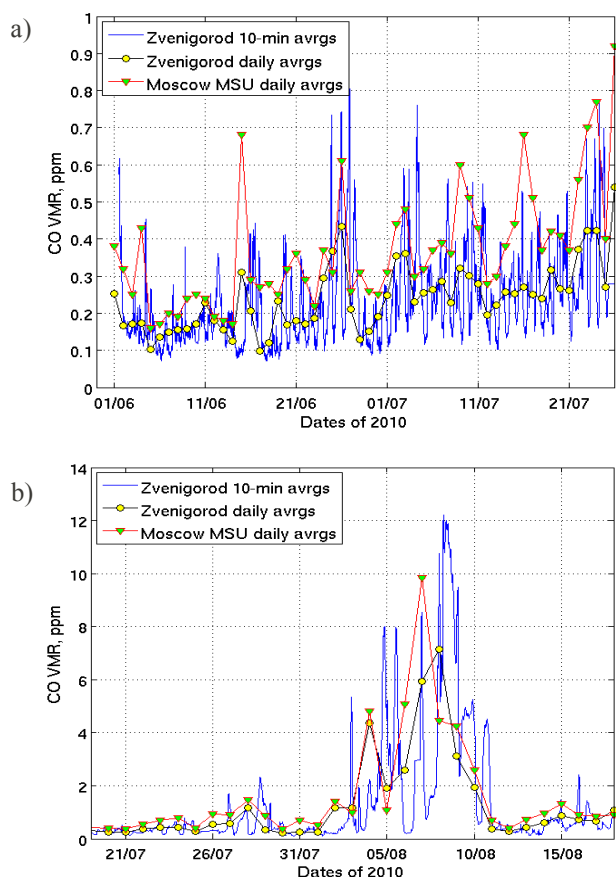 a)
Zvenigorod 10-min avrgs
Zvenigorod daily avrgs
Moscow MSU daily avrgs
CO VMR, ppm
1
0.9
0.8
0.7
0.6
0.5
0.4
0.3
0.2
0.1
0
01/06 11/06 21/06 01/07 11/07 21/07
Dates of 2010
b)
Zvenigorod 10-min avrgs
Zvenigorod daily avrgs
Moscow MSU daily avrgs
CO VMR, ppm
14
12
10
8
6
4
2
0
21/07 26/07 31/07 05/08 10/08 15/08
Dates of 2010